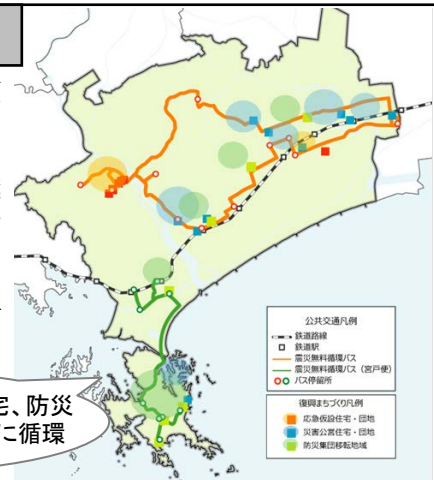 公共交通凡例
鉄道路線
鉄道駅
震災無料循環バス
震災無料循環バス（宮戸便）
バス停留所
復興まちづくり凡例
応急仮設住宅・団地
災害公営住宅・団地
防災集団移転地域
宅、防災
に循環